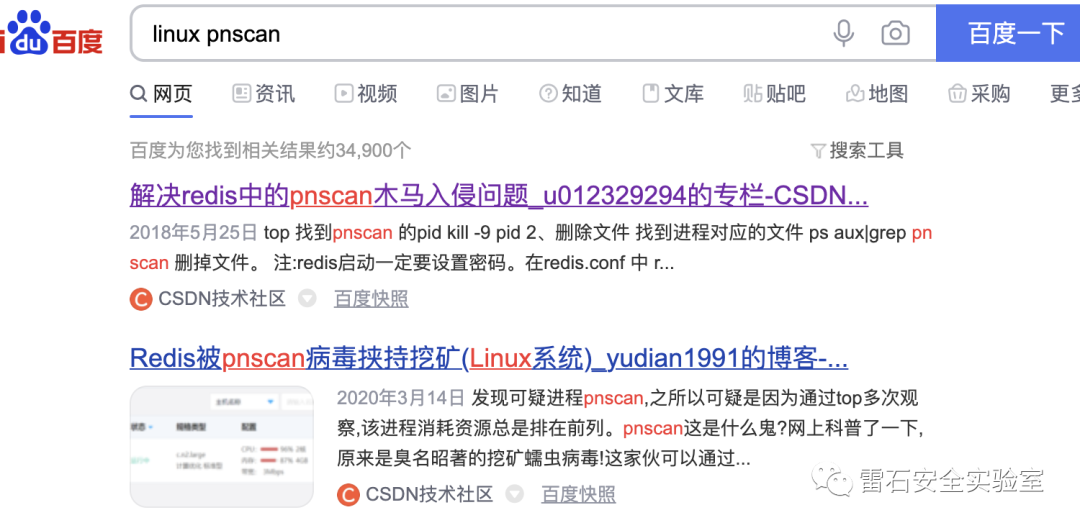 du百度
linux pnscan
百度一下
网页 资讯 视频 图片 知道 文库 贴吧 地图 采购 更多
百度为您找到相关结果约34,900个
搜索工具
解决redis中的pnscan木马入侵问题_u012329294的专栏-CSDN...
2018年5月25日 top 找到pnscan 的pid kill -9 pid 2、删除文件 找到进程对应的文件 ps aux|grep pn
scan 删掉文件。 注:redis启动一定要设置密码。在redis.conf 中 r...
CSDN技术社区 百度快照
Redis被pnscan病毒挟持挖矿(Linux系统)_yudian1991的博客-...
2020年3月14日 发现可疑进程pnscan,之所以可疑是因为通过top多次观
察,该进程消耗资源总是排在前列。pnscan这是什么鬼?网上科普了一下,
原来是臭名昭著的挖矿蠕虫病毒!这家伙可以通过...
CSDN技术社区 百度快照
雷石安全实验室